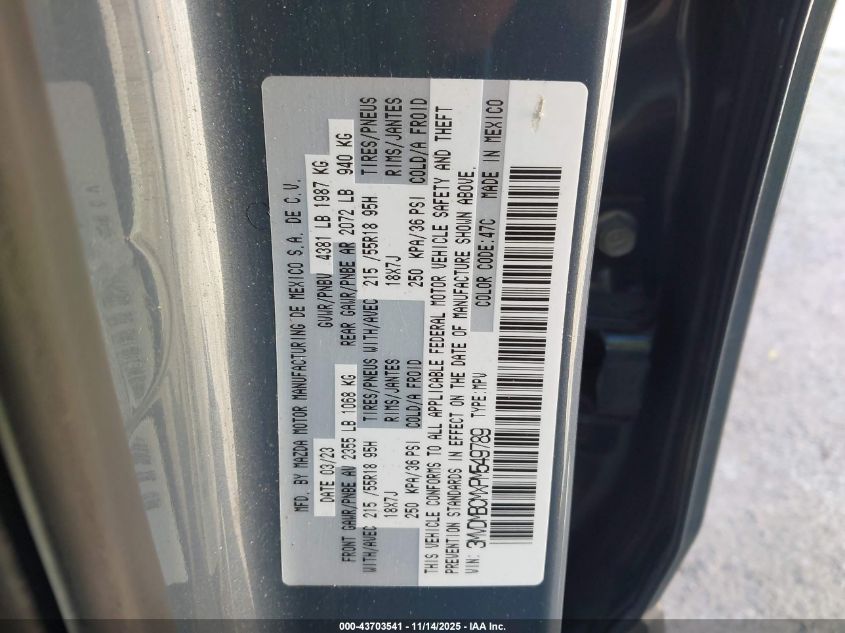 MFD. BY MAZDA MOTOR MANUFACTURING DE MEXICO S.A. DE C.V.
DATE 03/23 GVWR/PNBV 4381 LB 1987 KG
FRONT GAWR/PNBE AV 2355 LB 1068 KG REAR GAWR/PNBE AR 2072 LB 940 KG
WITH/AVEC 215 /55R18 95H TIRES/PNEUS WITH/AVEC 215 /55R18 95H TIRES/PNEUS
18X7J RIMS/JANTES 18X7J RIMS/JANTES
250 KPA/36 PSI COLD/A FROID 250 KPA/36 PSI COLD/A FROID
THIS VEHICLE CONFORMS TO ALL APPLICABLE FEDERAL MOTOR VEHICLE SAFETY AND THEFT
PREVENTION STANDARDS IN EFFECT ON THE DATE OF MANUFACTURE SHOWN ABOVE.
VIN: 3MVDMBCMXPM549789 TYPE:MPV COLOR CODE:47C MADE IN MEXICO
000-43703541 - 11/14/2025 - IAA Inc.